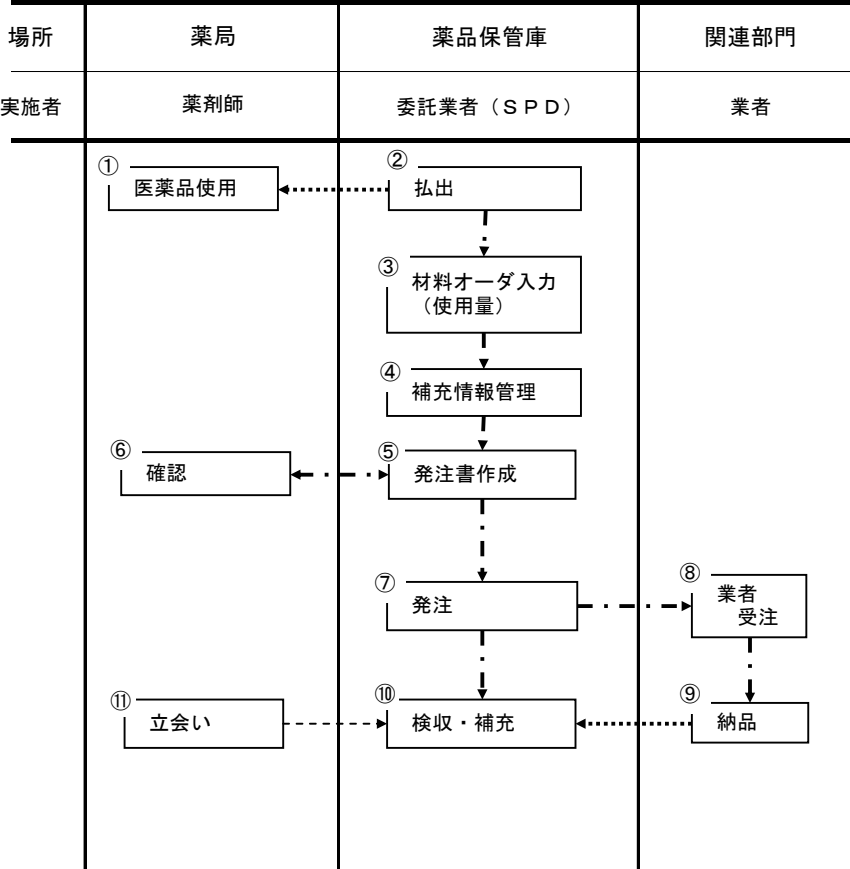 場所
薬局
薬品保管庫
関連部門
実施者
薬剤師
委託業者（ＳＰＤ）
業者
①
医薬品使用
②
払出
③
材料オーダ入力
（使用量）
④
補充情報管理
⑥
確認
⑤
発注書作成
⑦
発注
⑧
業者
受注
⑪
立会い
⑩
検収・補充
⑨
納品